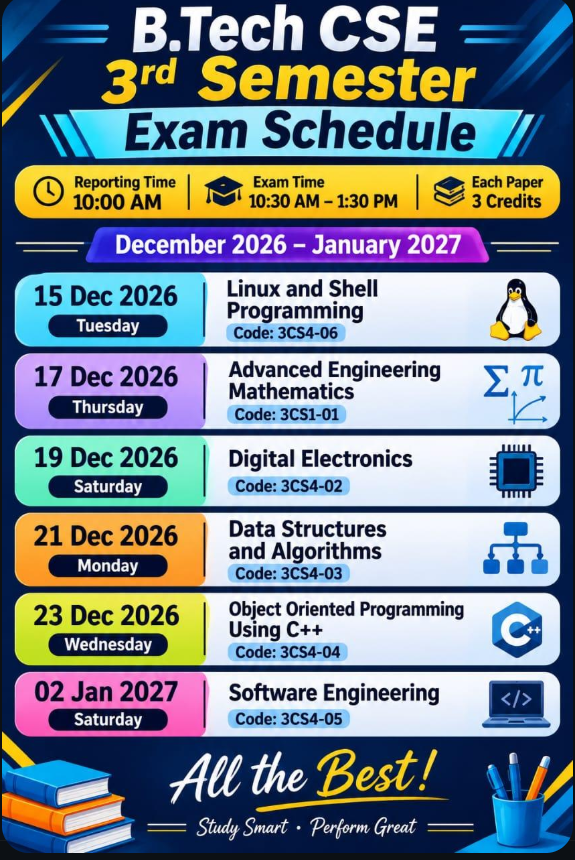 B.Tech CSE
3rd Semester
Exam Schedule
Reporting Time
10:00 AM
Exam Time
10:30 AM – 1:30 PM
Each Paper
3 Credits
December 2026 – January 2027
15 Dec 2026
Tuesday
Linux and Shell
Programming
Code: 3CS4-06
17 Dec 2026
Thursday
Advanced Engineering
Mathematics
Code: 3CS1-01
Σ π
19 Dec 2026
Saturday
Digital Electronics
Code: 3CS4-02
21 Dec 2026
Monday
Data Structures
and Algorithms
Code: 3CS4-03
23 Dec 2026
Wednesday
Object Oriented Programming
Using C++
Code: 3CS4-04
C++
02 Jan 2027
Saturday
Software Engineering
Code: 3CS4-05
</>
All the Best!
Study Smart • Perform Great